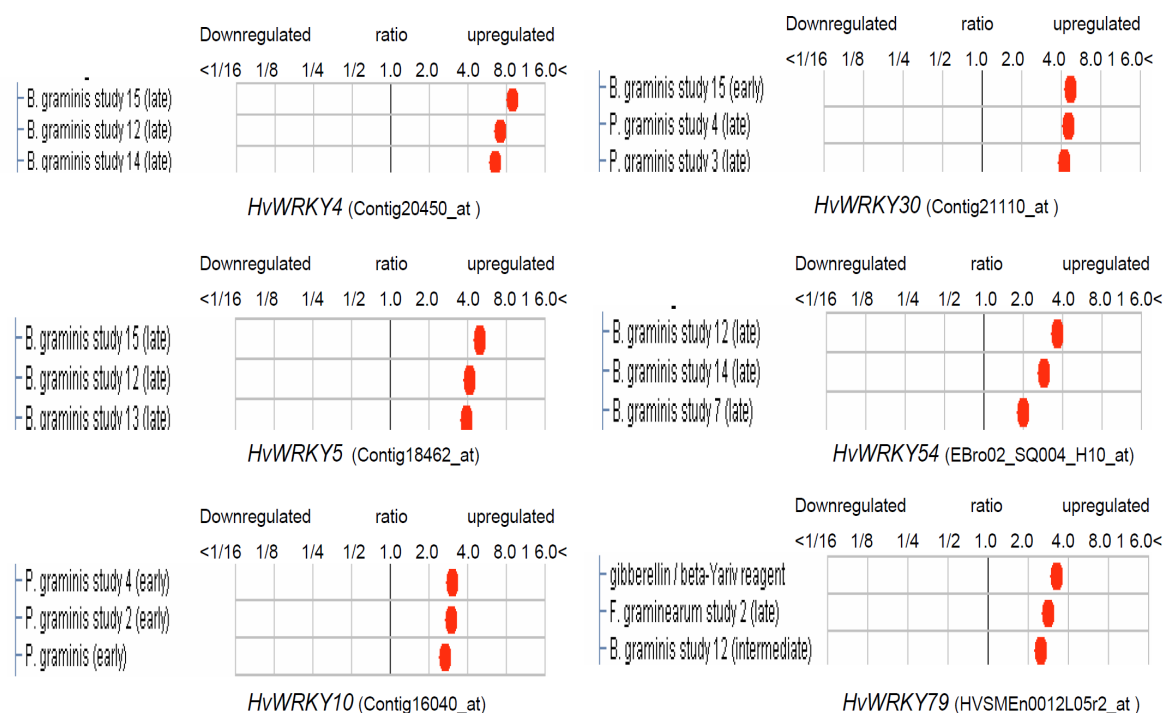 Downregulated ratio upregulated
<1/16 1/8 1/4 1/2 1.0 2.0 4.0 8.0 1 6.0<
B. graminis study 15 (late)
B. graminis study 12 (late)
B. graminis study 14 (late)
HvWRKY4 (Contig20450_at )
Downregulated ratio upregulated
<1/16 1/8 1/4 1/2 1.0 2.0 4.0 8.0 1 6.0<
B. graminis study 15 (early)
P. graminis study 4 (late)
P. graminis study 3 (late)
HvWRKY30 (Contig21110_at )
Downregulated ratio upregulated
<1/16 1/8 1/4 1/2 1.0 2.0 4.0 8.0 1 6.0<
B. graminis study 15 (late)
B. graminis study 12 (late)
B. graminis study 13 (late)
HvWRKY5 (Contig18462_at)
Downregulated ratio upregulated
<1/16 1/8 1/4 1/2 1.0 2.0 4.0 8.0 1 6.0<
B. graminis study 12 (late)
B. graminis study 14 (late)
B. graminis study 7 (late)
HvWRKY54 (EBro02_SQ004_H10_at)
Downregulated ratio upregulated
<1/16 1/8 1/4 1/2 1.0 2.0 4.0 8.0 1 6.0<
P. graminis study 4 (early)
P. graminis study 2 (early)
P. graminis (early)
HvWRKY10 (Contig16040_at)
Downregulated ratio upregulated
<1/16 1/4 1/2 1.0 2.0 4.0 8.0 1 6.0<
gibberellin / beta-Yariv reagent
F. graminearum study 2 (late)
B. graminis study 12 (intermediate)
HvWRKY79 (HVSMEn0012L05r2_at )